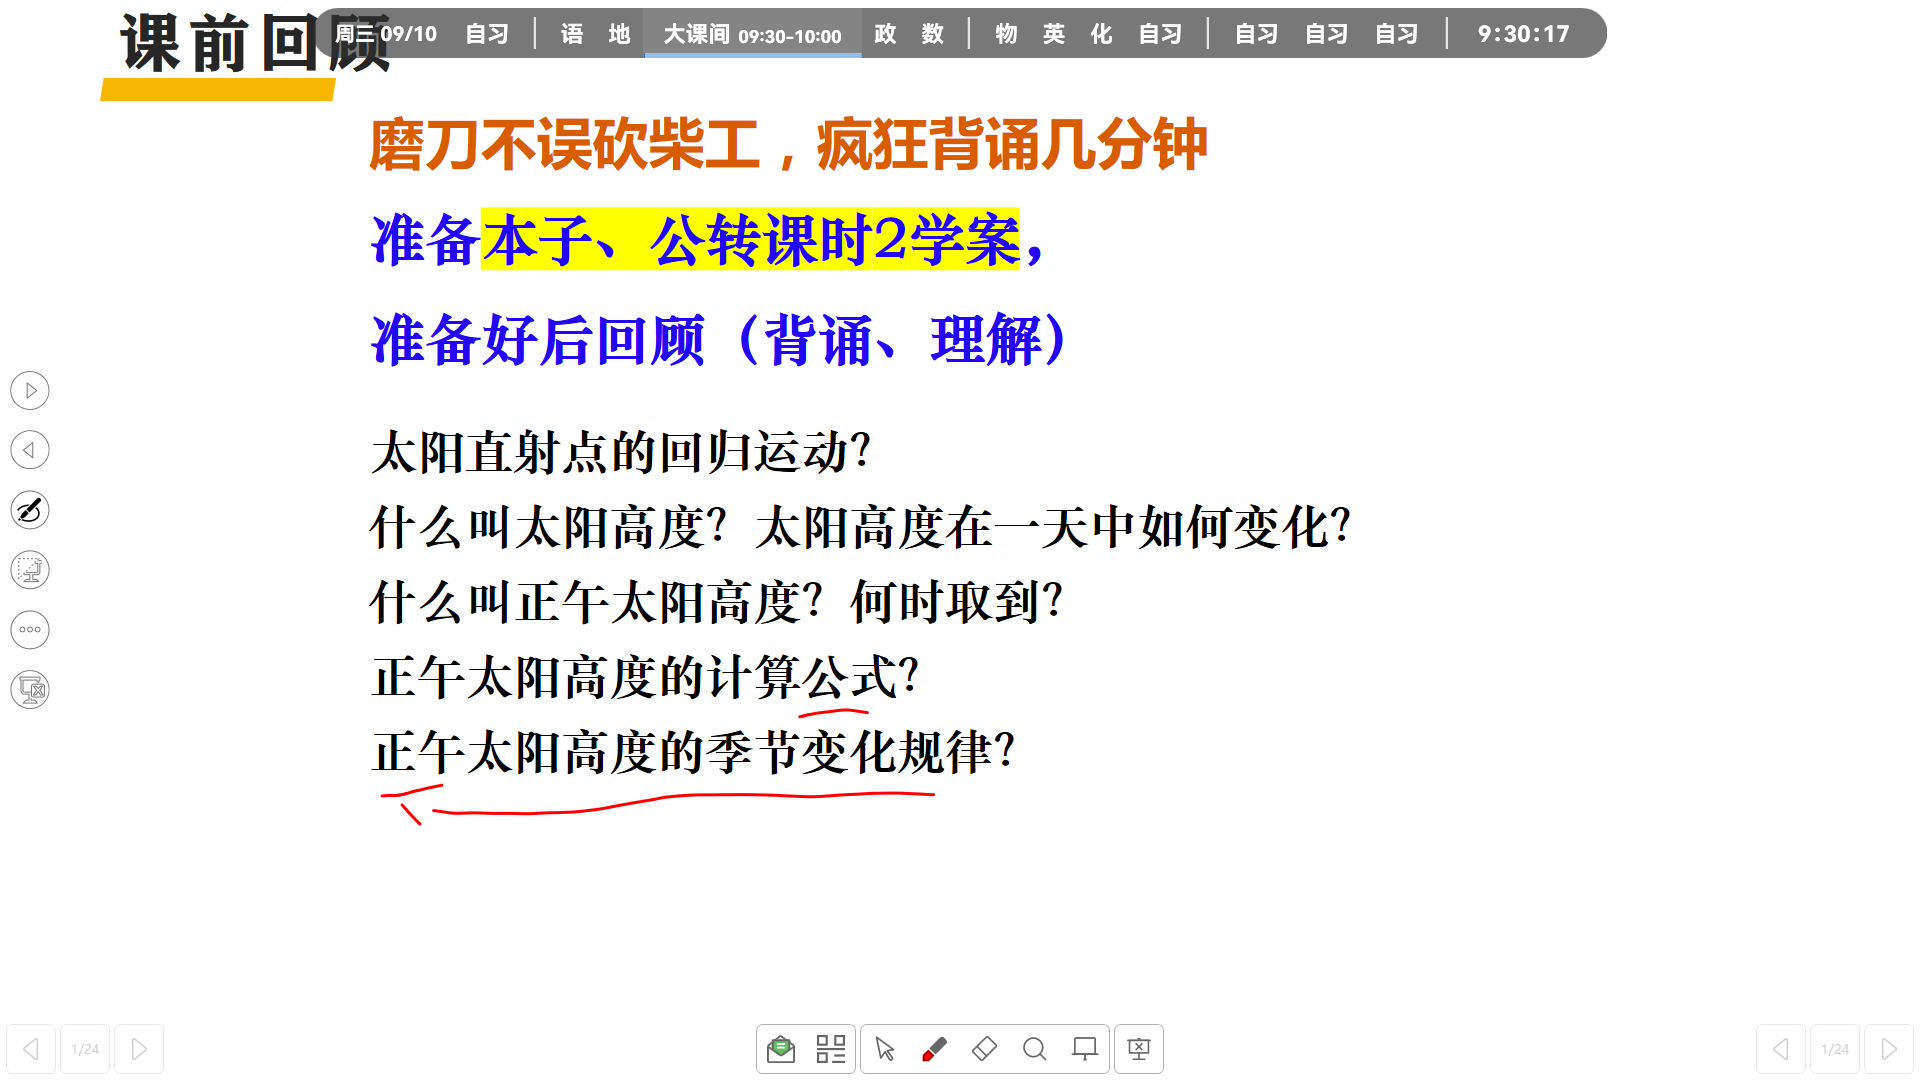 课前回顾
周三 09/10 自习 | 语 地 大课间 09:30-10:00 政 数 | 物 英 化 自习 | 自习 自习 自习 | 9:30:17
磨刀不误砍柴工，疯狂背诵几分钟
准备本子、公转课时2学案，
准备好后回顾（背诵、理解）
太阳直射点的回归运动？
什么叫太阳高度？太阳高度在一天中如何变化？
什么叫正午太阳高度？何时取到？
正午太阳高度的计算公式？
正午太阳高度的季节变化规律？
1/24
1/24